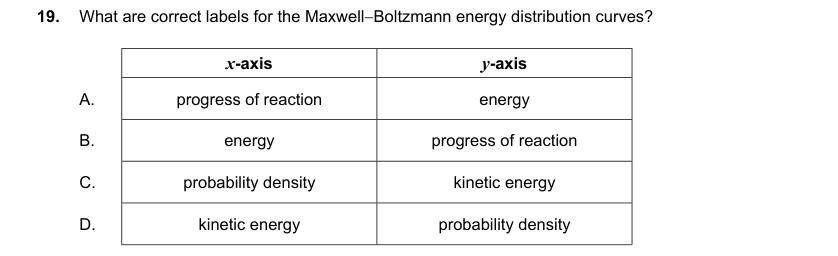 19. What are correct labels for the Maxwell–Boltzmann energy distribution curves?
x-axis y-axis
A. progress of reaction energy
B. energy progress of reaction
C. probability density kinetic energy
D. kinetic energy probability density